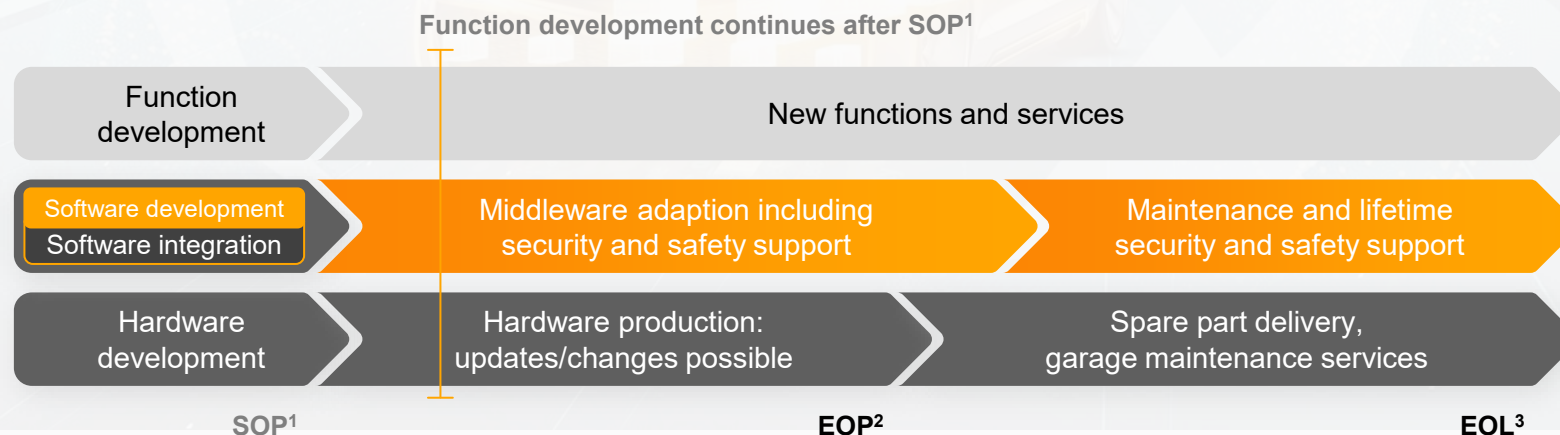 Function development continues after SOP¹
Function
development
New functions and services
Software development
Software integration
Middleware adaption including
security and safety support
Maintenance and lifetime
security and safety support
Hardware
development
Hardware production:
updates/changes possible
Spare part delivery,
garage maintenance services
SOP¹
EOP²
EOL³